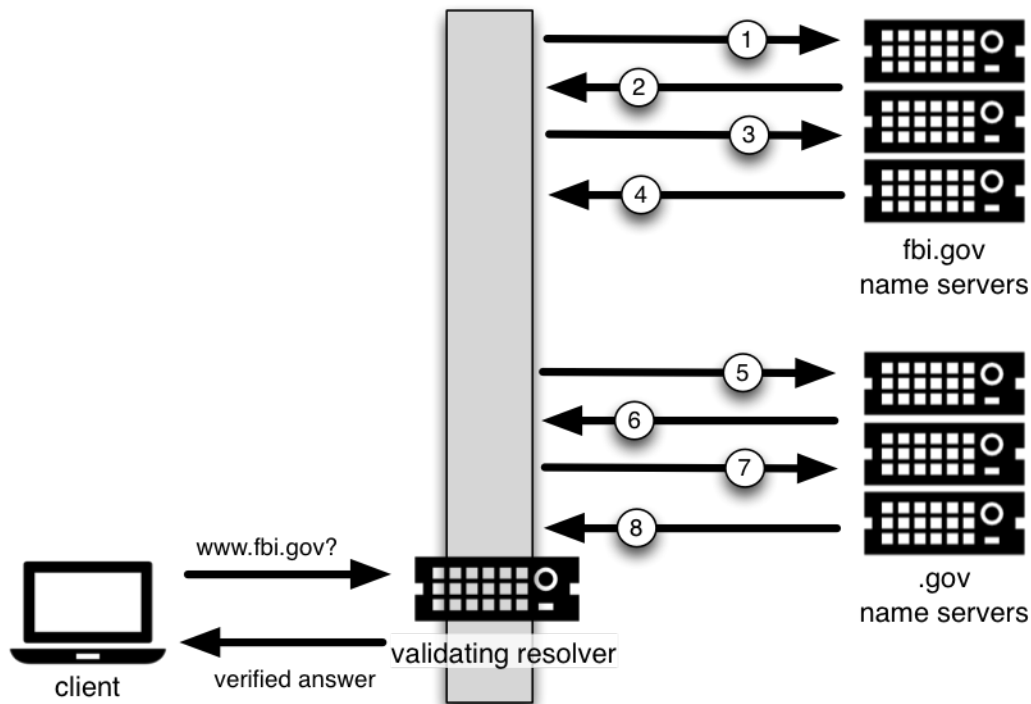 1
2
3
4
fbi.gov
name servers
5
6
7
8
.gov
name servers
www.fbi.gov?
validating resolver
verified answer
client